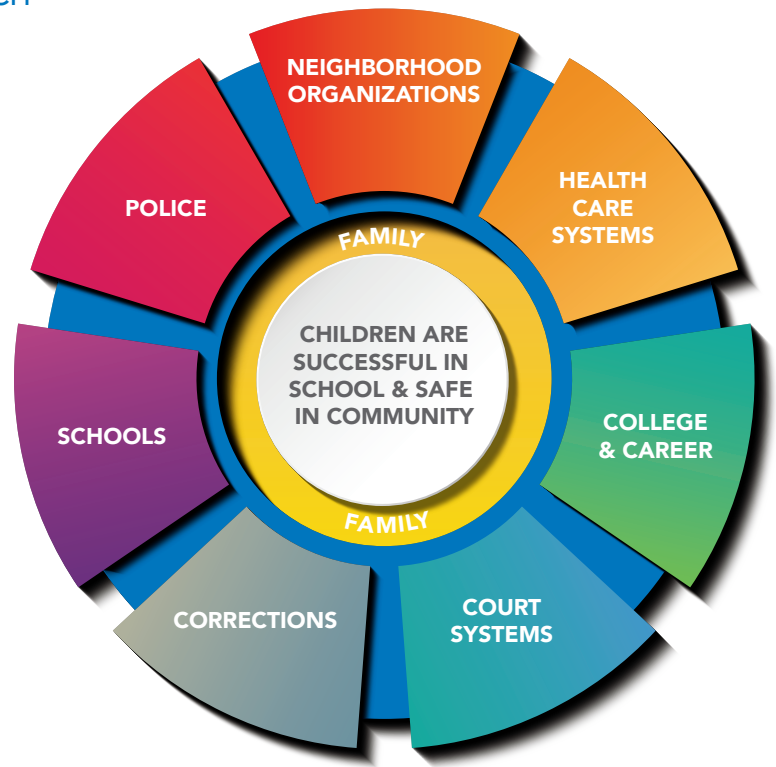 NEIGHBORHOOD
ORGANIZATIONS
HEALTH
CARE
SYSTEMS
POLICE
FAMILY
CHILDREN ARE
SUCCESSFUL IN
SCHOOL & SAFE
IN COMMUNITY
SCHOOLS
COLLEGE
& CAREER
FAMILY
CORRECTIONS
COURT
SYSTEMS